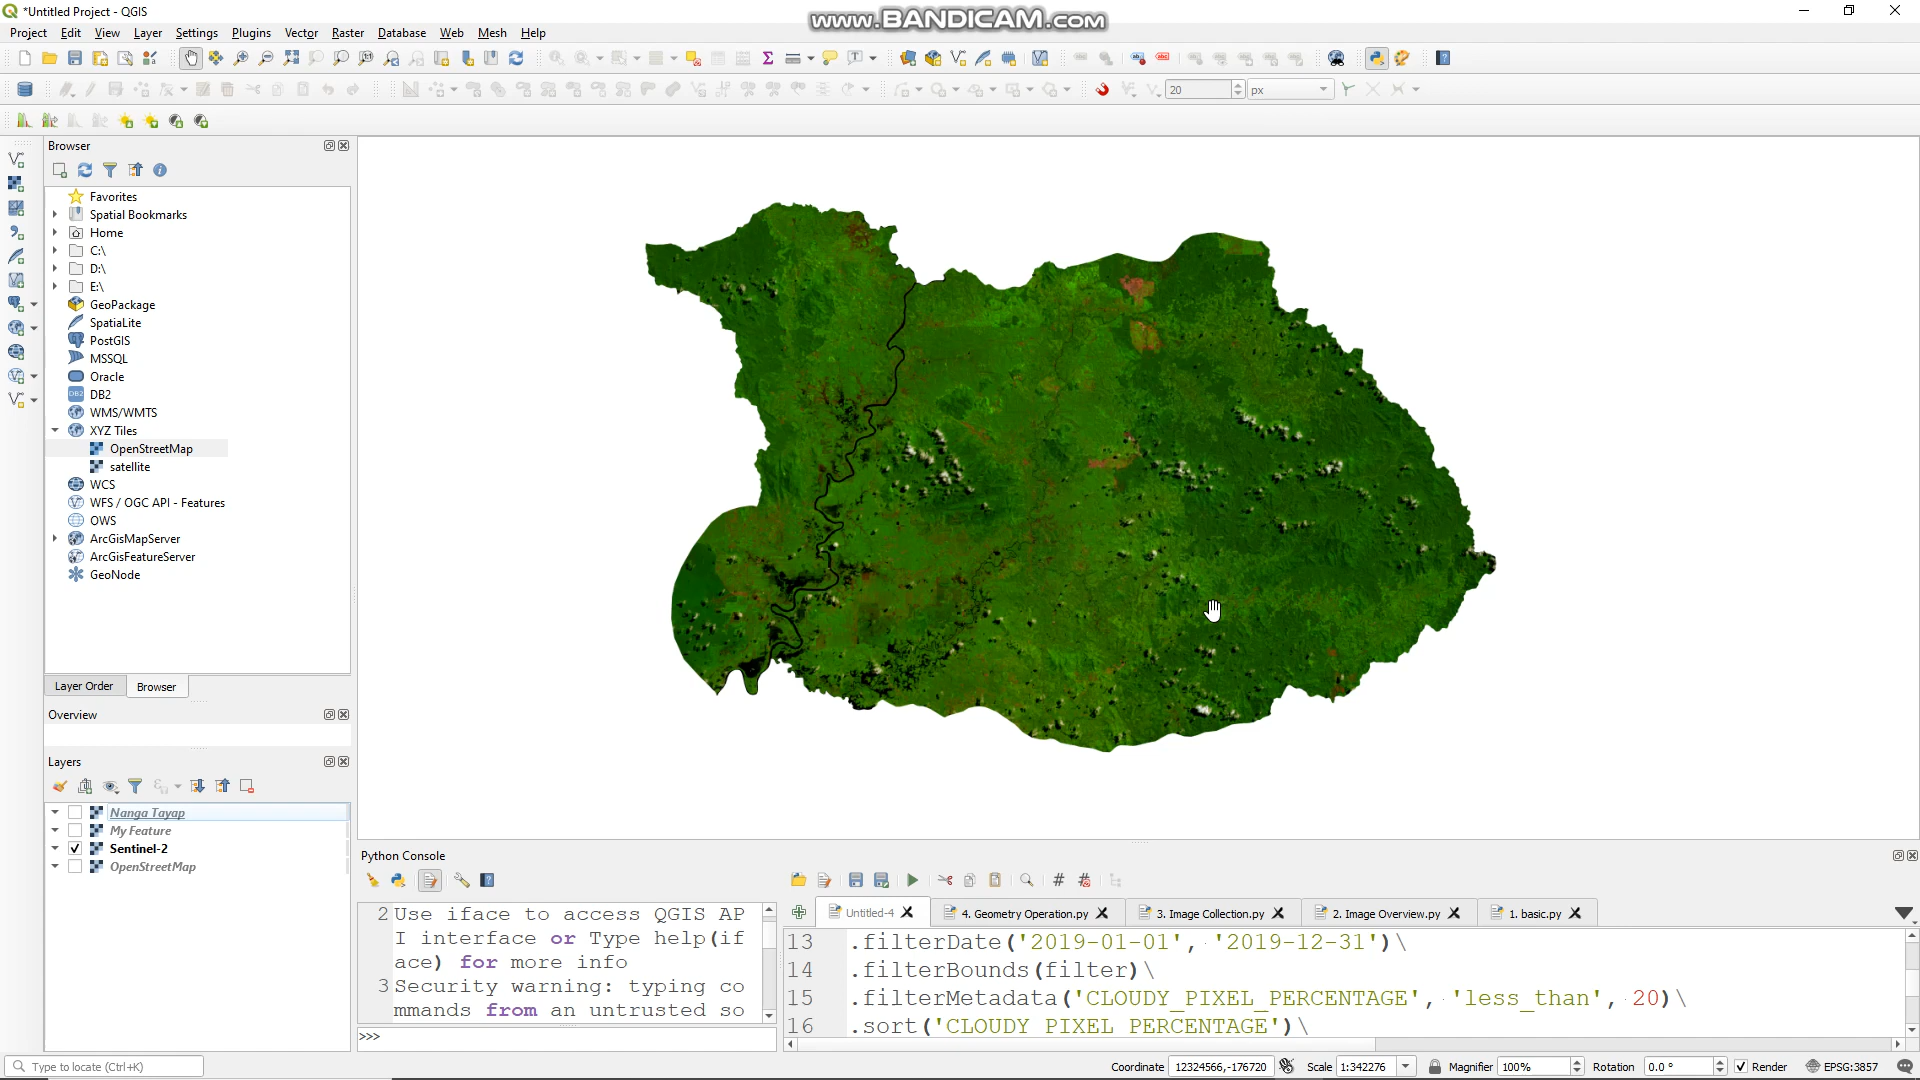 *Untitled Project - QGIS
www.BANDICAM.com
Project Edit View Layer Settings Plugins Vector Raster Database Web Mesh Help
20 px
Browser
Favorites
Spatial Bookmarks
Home
C:\
D:\
E:\
GeoPackage
SpatiaLite
PostGIS
MSSQL
Oracle
DB2
WMS/WMTS
XYZ Tiles
OpenStreetMap
satellite
WCS
WFS / OGC API - Features
OWS
ArcGisMapServer
ArcGisFeatureServer
GeoNode
Layer Order Browser
Overview
Layers
Nanga Tayap
My Feature
Sentinel-2
OpenStreetMap
Python Console
2 Use iface to access QGIS AP
I interface or Type help(if
ace) for more info
3 Security warning: typing co
mmands from an untrusted so
>>>
Untitled-4 4. Geometry Operation.py 3. Image Collection.py 2. Image Overview.py 1. basic.py
13 .filterDate('2019-01-01', '2019-12-31')\
14 .filterBounds(filter)\
15 .filterMetadata('CLOUDY_PIXEL_PERCENTAGE', 'less_than', 20)\
16 .sort('CLOUDY_PIXEL_PERCENTAGE')\
Type to locate (Ctrl+K) Coordinate 12324566,-176720 Scale 1:342276 Magnifier 100% Rotation 0.0 ° Render EPSG:3857